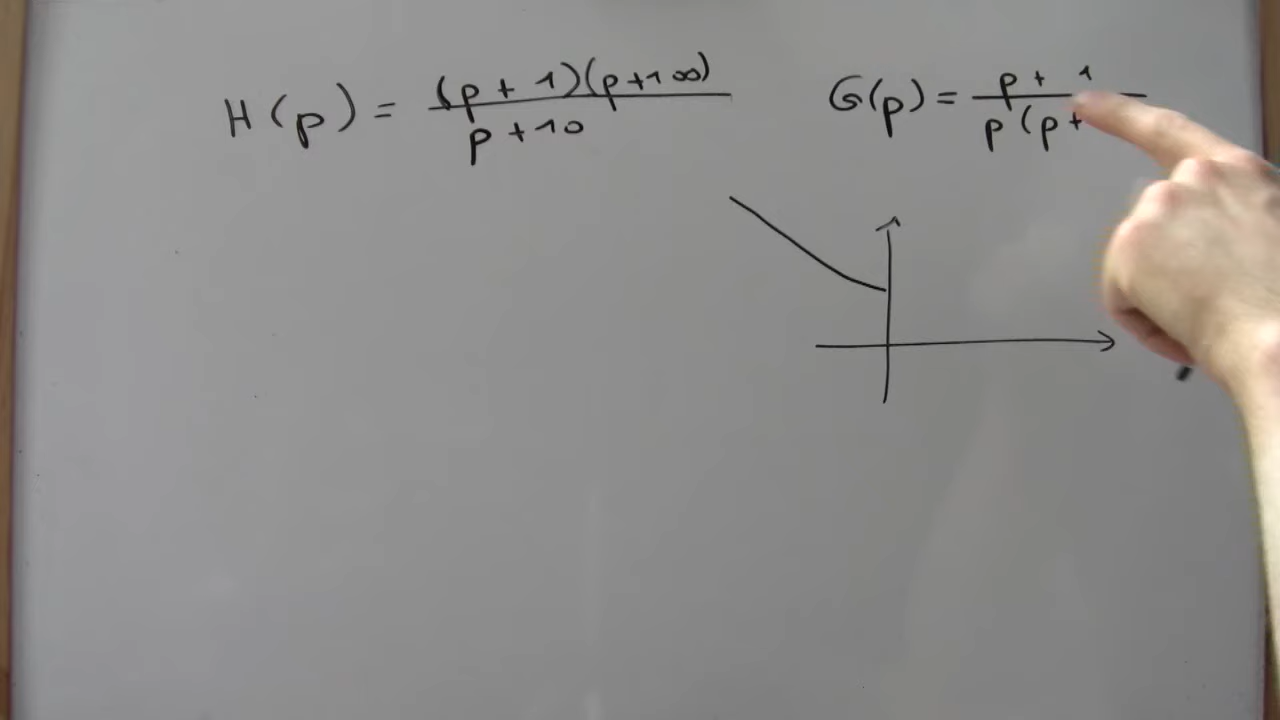 H(p) = (p + 1)(p + 100) / p + 10
G(p) = p + 1 / p (p +